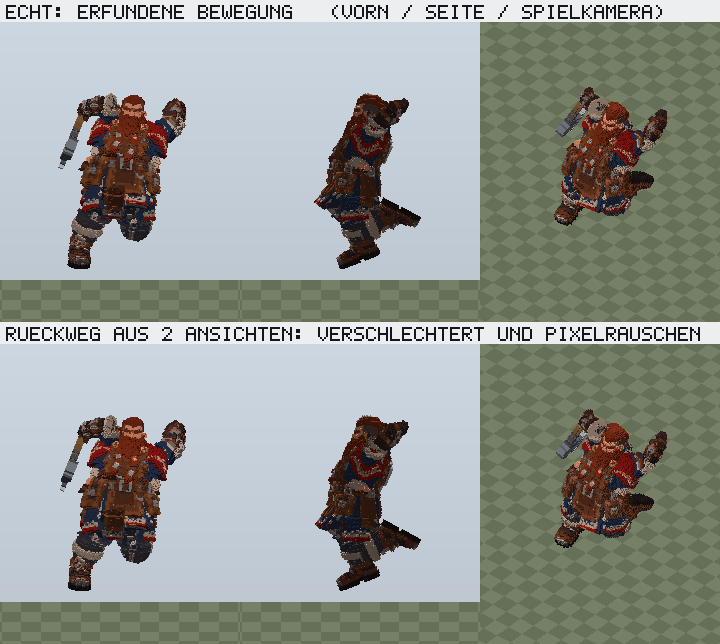 ECHT: ERFUNDENE BEWEGUNG (VORN / SEITE / SPIELKAMERA)
RUECKWEG AUS 2 ANSICHTEN: VERSCHLECHTERT UND PIXELRAUSCHEN